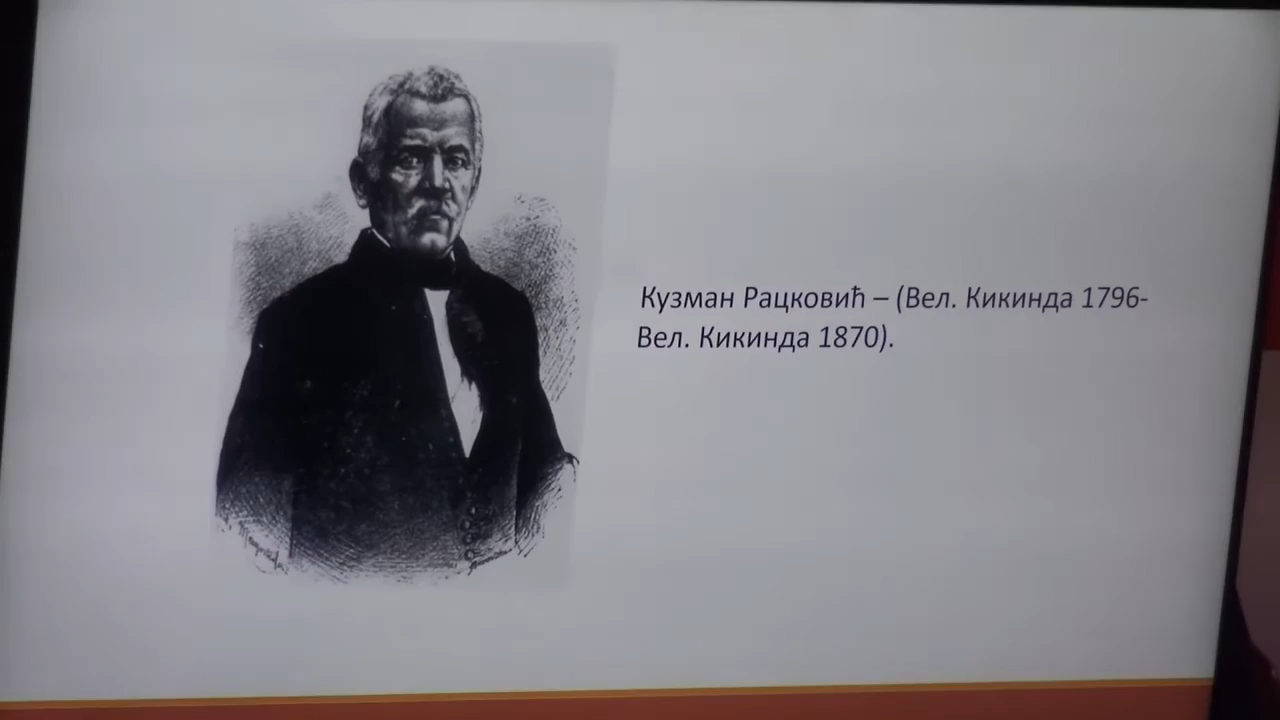 Кузман Рацковић – (Вел. Кикинда 1796-
Вел. Кикинда 1870).